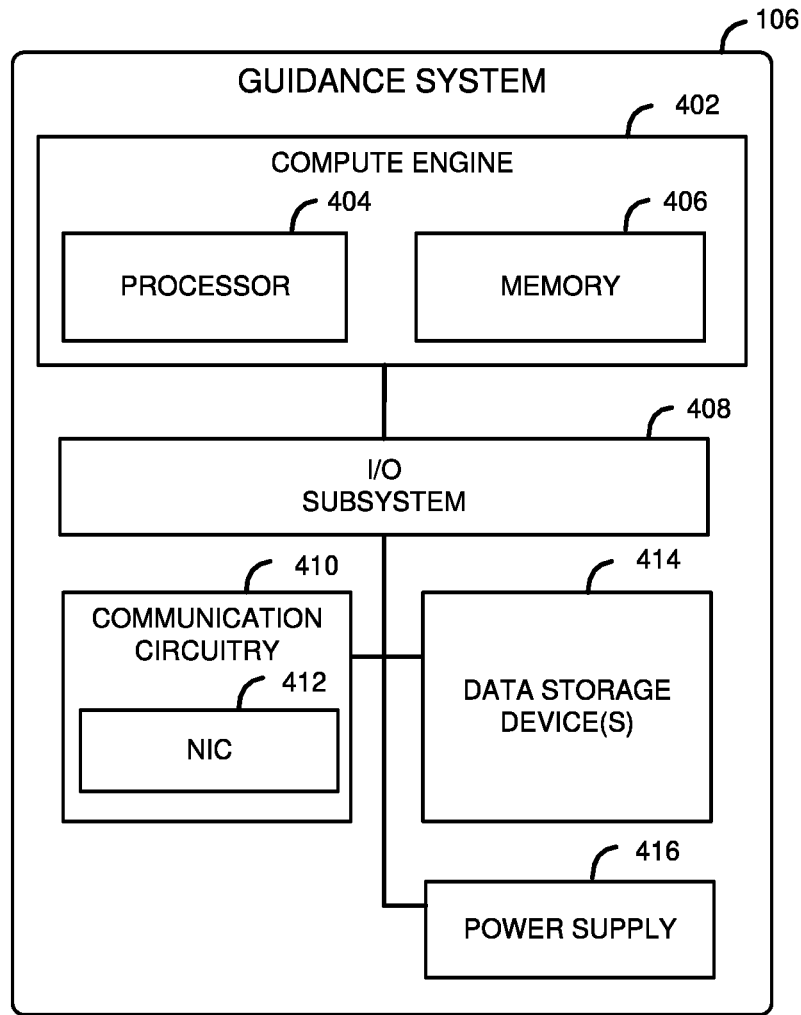 106
GUIDANCE SYSTEM
402
COMPUTE ENGINE
404
406
PROCESSOR
MEMORY
408
I/O
SUBSYSTEM
410
414
COMMUNICATION
CIRCUITRY
412
NIC
DATA STORAGE
DEVICE(S)
416
POWER SUPPLY